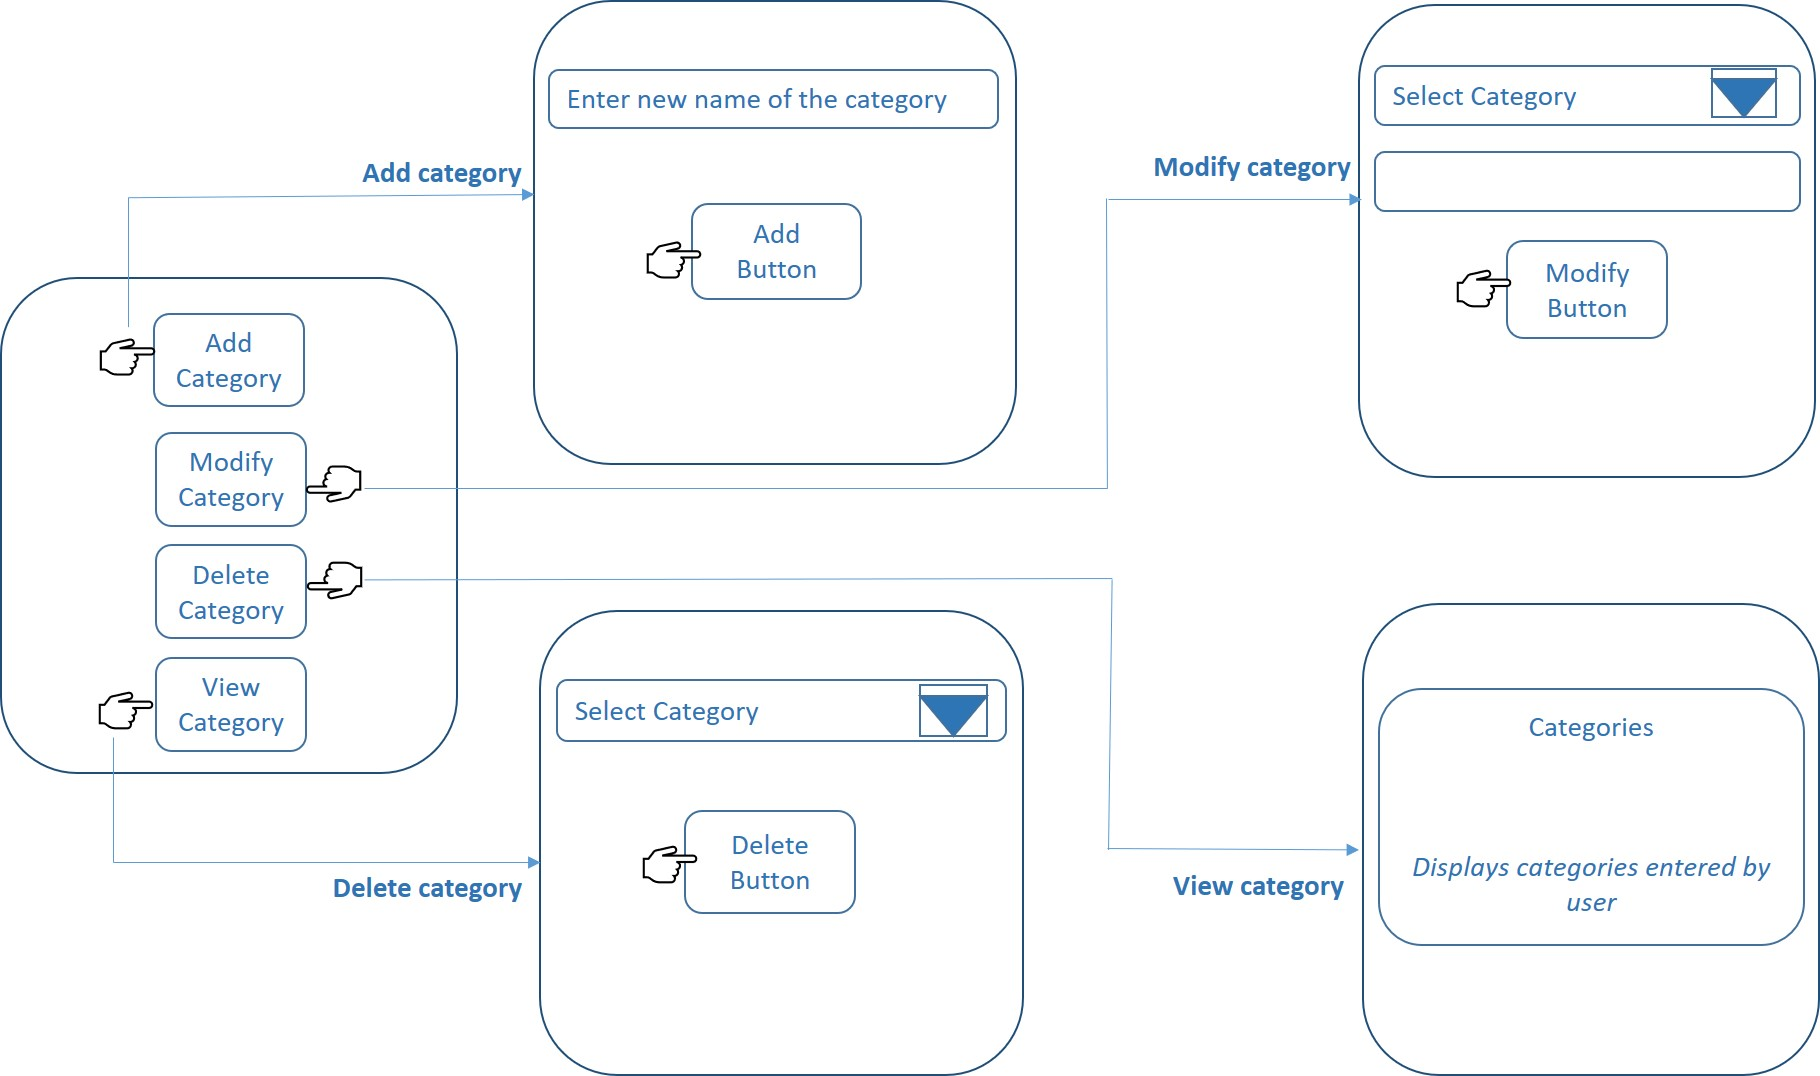 Enter new name of the category
Add category
Add
Button
Select Category
Modify category
Modify
Button
Add
Category
Modify
Category
Delete
Category
View
Category
Select Category
Delete
Button
Delete category
Categories
Displays categories entered by
user
View category